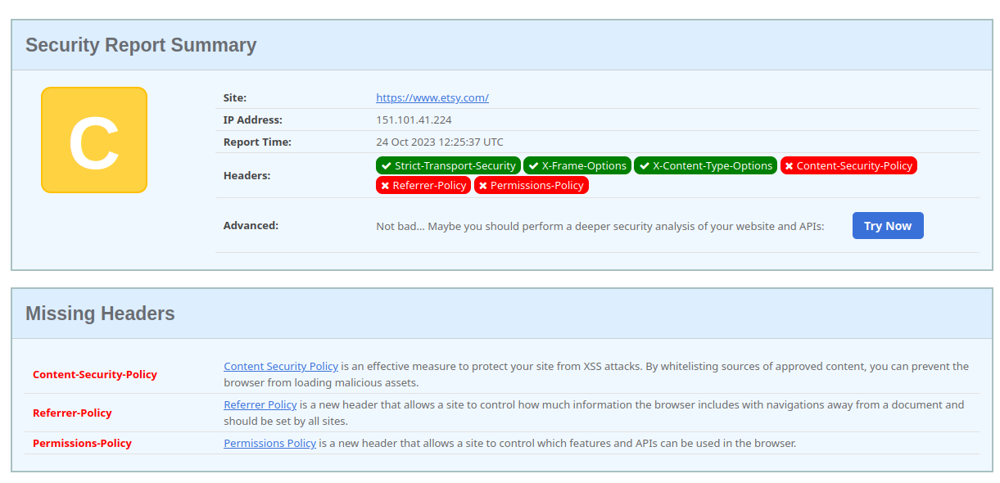 Security Report Summary
C
Site: https://www.etsy.com/
IP Address: 151.101.41.224
Report Time: 24 Oct 2023 12:25:37 UTC
Headers: Strict-Transport-Security X-Frame-Options X-Content-Type-Options Content-Security-Policy
Referrer-Policy Permissions-Policy
Advanced: Not bad... Maybe you should perform a deeper security analysis of your website and APIs: Try Now
Missing Headers
Content-Security-Policy Content Security Policy is an effective measure to protect your site from XSS attacks. By whitelisting sources of approved content, you can prevent the
browser from loading malicious assets.
Referrer-Policy Referrer Policy is a new header that allows a site to control how much information the browser includes with navigations away from a document and
should be set by all sites.
Permissions-Policy Permissions Policy is a new header that allows a site to control which features and APIs can be used in the browser.